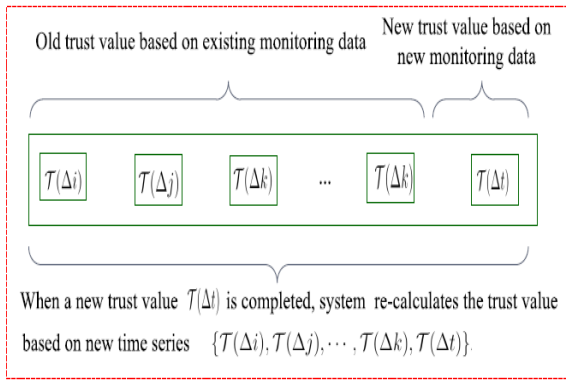 Old trust value based on existing monitoring data
New trust value based on
new monitoring data
𝒯(Δi) 𝒯(Δj) 𝒯(Δk) ... 𝒯(Δk) 𝒯(Δt)
When a new trust value 𝒯(Δt) is completed, system re-calculates the trust value
based on new time series {𝒯(Δi), 𝒯(Δj), ⋯, 𝒯(Δk), 𝒯(Δt)}.